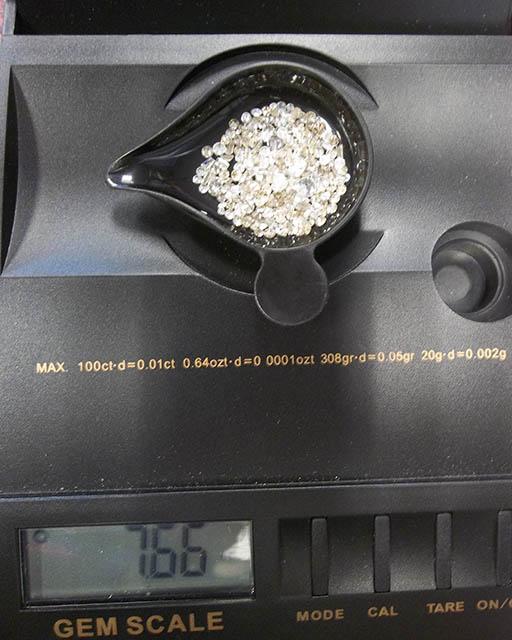 MAX. 100ct·d=0.01ct 0.64ozt·d=0 0001ozt 308gr·d=0.05gr 20g·d=0.002g
7.66
MODE CAL TARE ON/
GEM SCALE